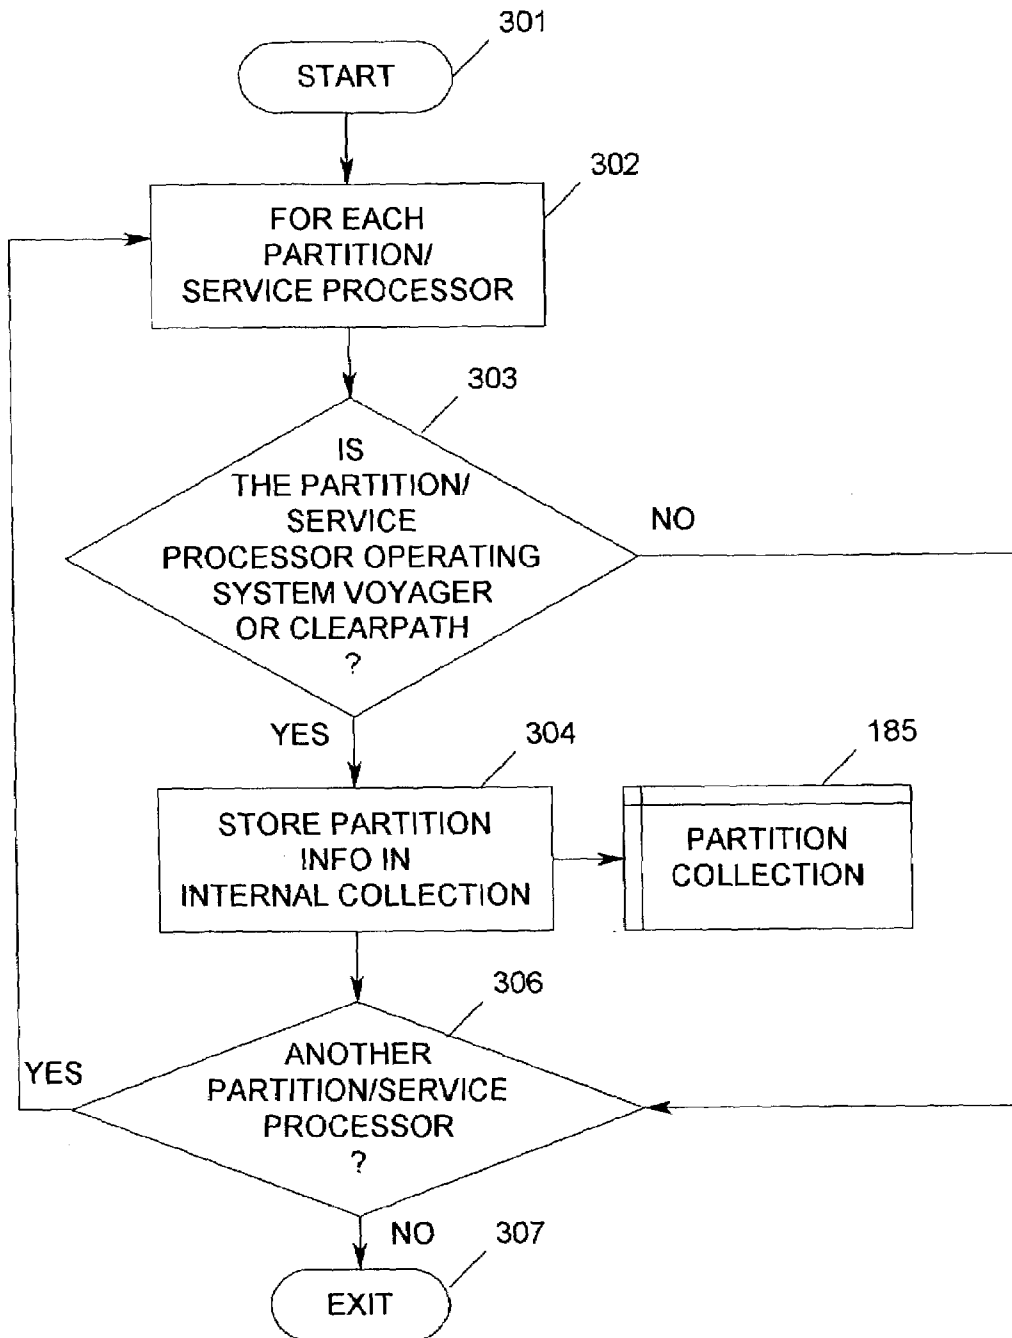 301
START
302
FOR EACH
PARTITION/
SERVICE PROCESSOR
303
IS
THE PARTITION/
SERVICE
PROCESSOR OPERATING
SYSTEM VOYAGER
OR CLEARPATH
?
NO
YES
304
185
STORE PARTITION
INFO IN
INTERNAL COLLECTION
PARTITION
COLLECTION
306
ANOTHER
PARTITION/SERVICE
PROCESSOR
?
YES
NO
307
EXIT